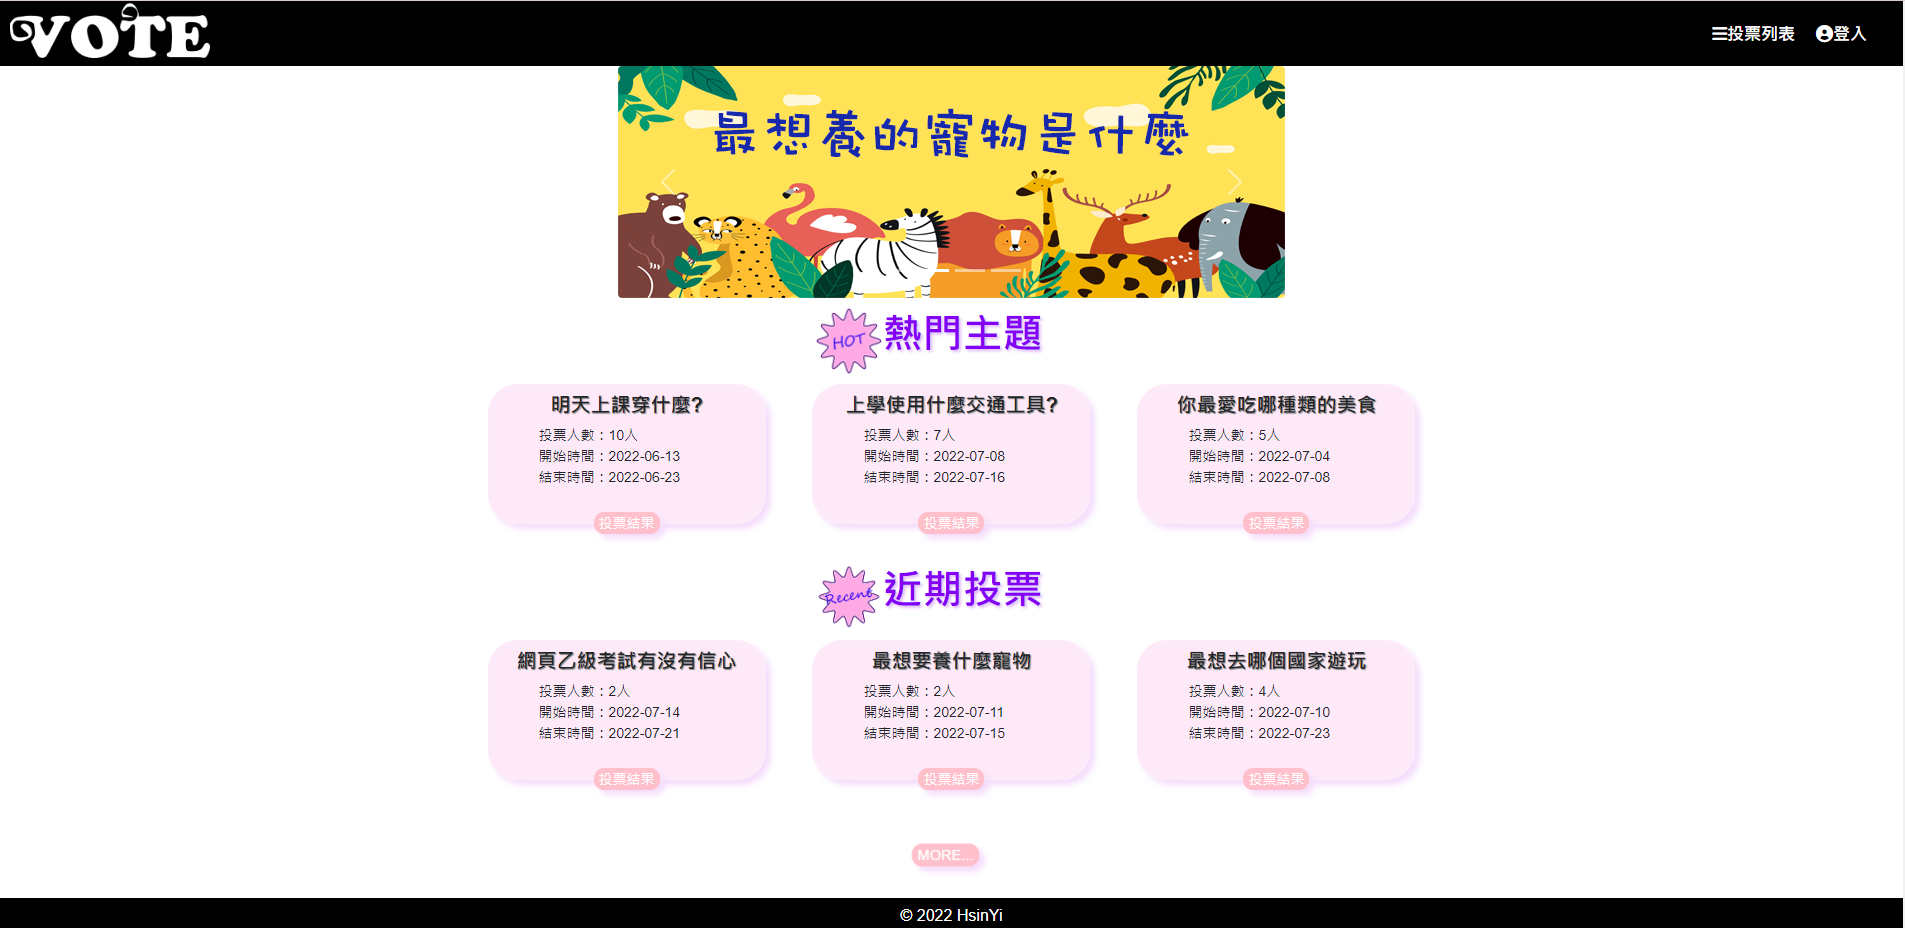 VOTE
投票列表
登入
最想養的寵物是什麼
HOT
熱門主題
明天上課穿什麼?
投票人數：10人
開始時間：2022-06-13
結束時間：2022-06-23
投票結果
上學使用什麼交通工具?
投票人數：7人
開始時間：2022-07-08
結束時間：2022-07-16
投票結果
你最愛吃哪種類的美食
投票人數：5人
開始時間：2022-07-04
結束時間：2022-07-08
投票結果
Recent
近期投票
網頁乙級考試有沒有信心
投票人數：2人
開始時間：2022-07-14
結束時間：2022-07-21
投票結果
最想要養什麼寵物
投票人數：2人
開始時間：2022-07-11
結束時間：2022-07-15
投票結果
最想去哪個國家遊玩
投票人數：4人
開始時間：2022-07-10
結束時間：2022-07-23
投票結果
MORE...
© 2022 HsinYi